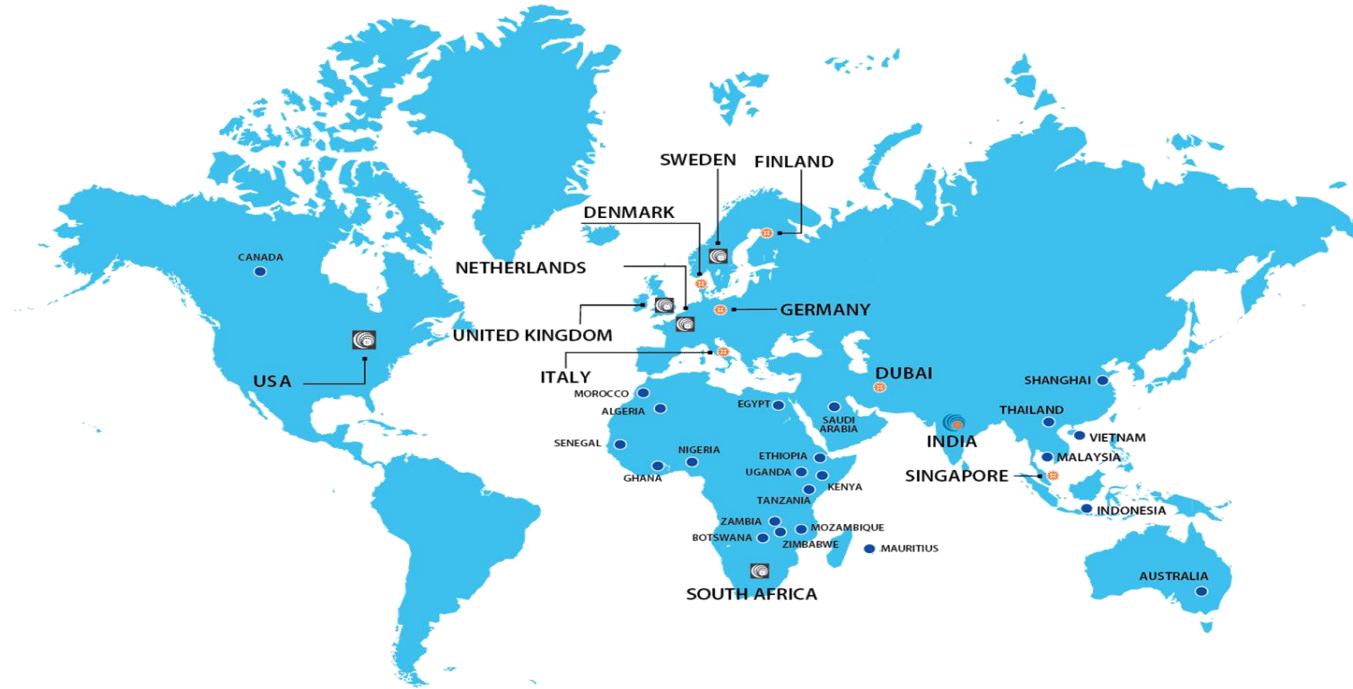 SWEDEN
FINLAND
DENMARK
CANADA
NETHERLANDS
GERMANY
UNITED KINGDOM
ITALY
DUBAI
USA
SHANGHAI
MOROCCO
ALGERIA
EGYPT
SAUDI
ARABIA
THAILAND
VIETNAM
INDIA
SENEGAL
NIGERIA
ETHIOPIA
MALAYSIA
GHANA
UGANDA
KENYA
SINGAPORE
TANZANIA
INDONESIA
ZAMBIA
MOZAMBIQUE
BOTSWANA
ZIMBABWE
MAURITIUS
AUSTRALIA
SOUTH AFRICA